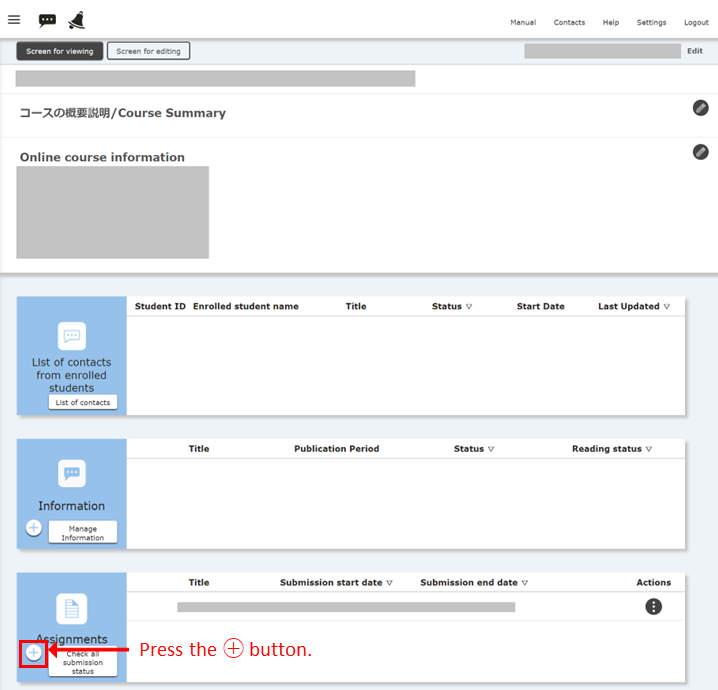 Manual Contacts Help Settings Logout
Screen for viewing Screen for editing Edit
コースの概要説明/Course Summary
Online course information
Student ID Enrolled student name Title Status ▽ Start Date Last Updated ▽
List of contacts
from enrolled
students
List of contacts
Title Publication Period Status ▽ Reading status ▽
Information
Manage
Information
Title Submission start date ▽ Submission end date ▽ Actions
Assignments
Check all
submission
status
Press the ⊕ button.